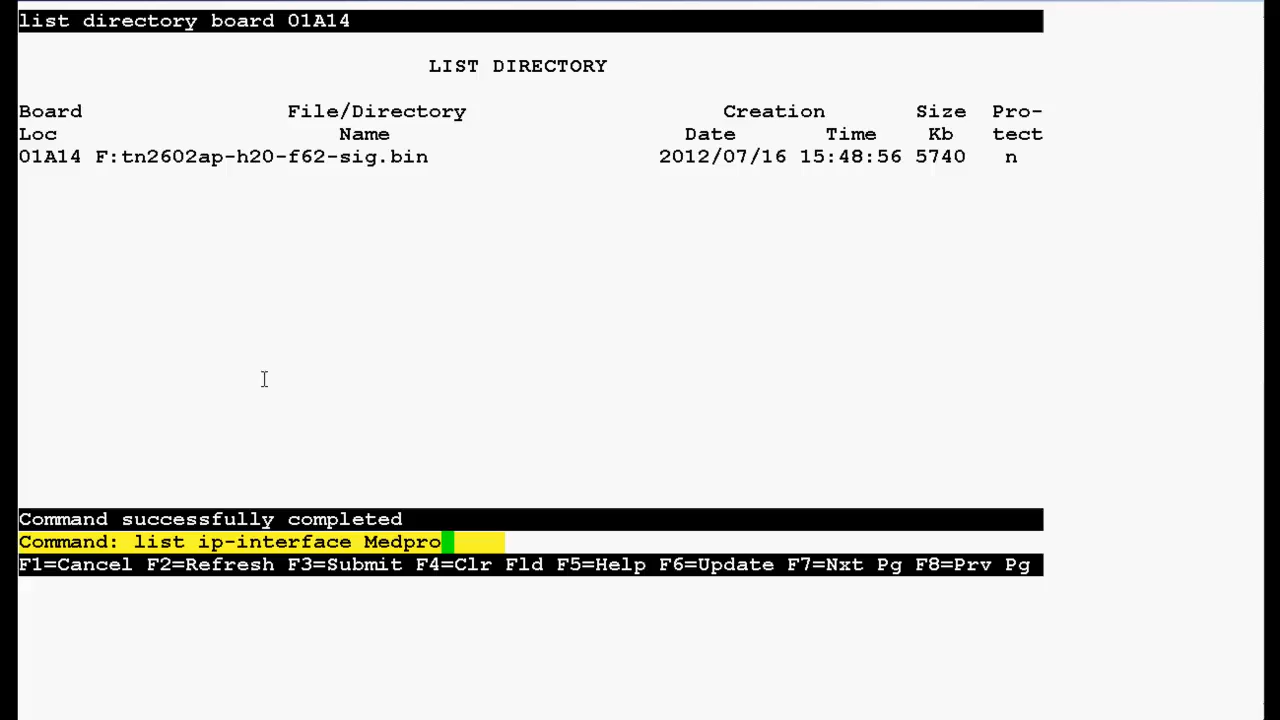 list directory board 01A14
LIST DIRECTORY
Board File/Directory Creation Size Pro-
Loc Name Date Time Kb tect
01A14 F:tn2602ap-h20-f62-sig.bin 2012/07/16 15:48:56 5740 n
Command successfully completed
Command: list ip-interface Medpro
F1=Cancel F2=Refresh F3=Submit F4=Clr Fld F5=Help F6=Update F7=Nxt Pg F8=Prv Pg